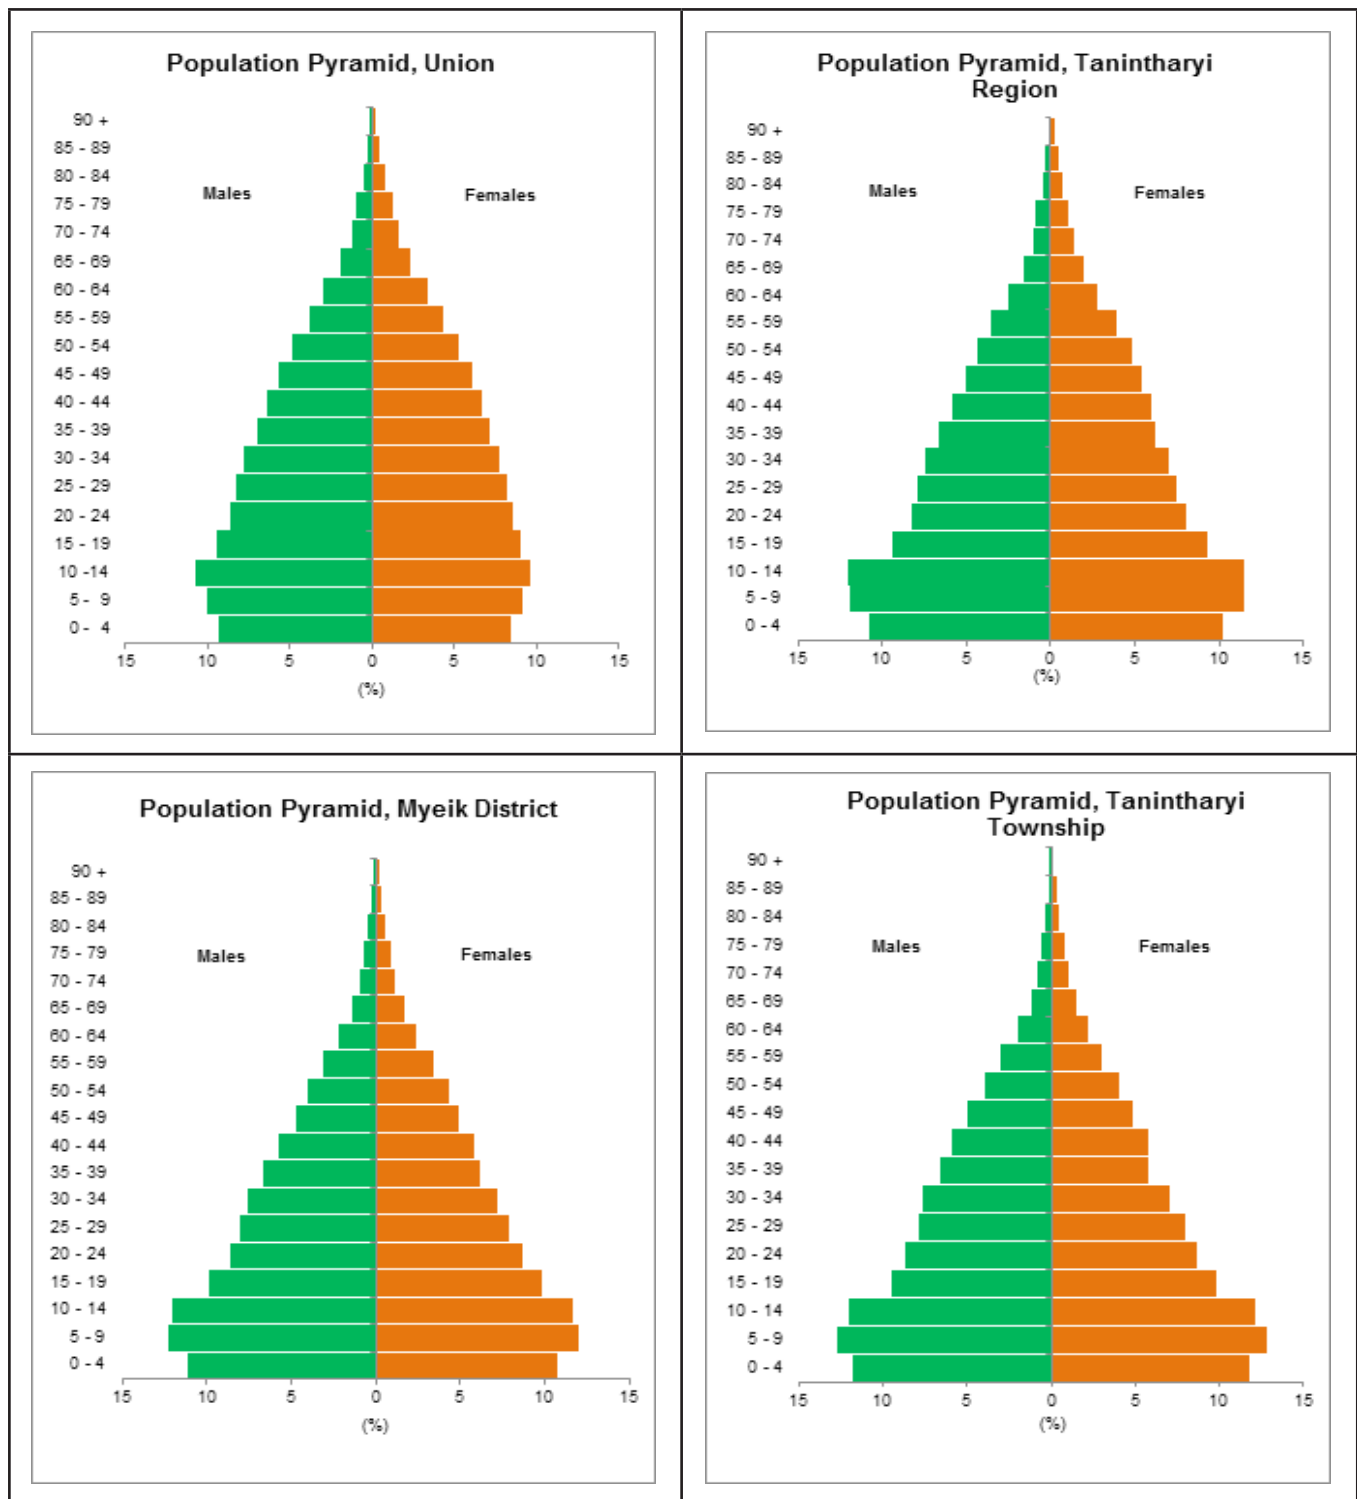 Population Pyramid, Union
90 +
85 - 89
80 - 84
75 - 79
70 - 74
65 - 69
60 - 64
55 - 59
50 - 54
45 - 49
40 - 44
35 - 39
30 - 34
25 - 29
20 - 24
15 - 19
10 -14
5 - 9
0 - 4
Males
Females
15 10 5 0 5 10 15
(%)
Population Pyramid, Tanintharyi
Region
90 +
85 - 89
80 - 84
75 - 79
70 - 74
65 - 69
60 - 64
55 - 59
50 - 54
45 - 49
40 - 44
35 - 39
30 - 34
25 - 29
20 - 24
15 - 19
10 - 14
5 - 9
0 - 4
Males
Females
15 10 5 0 5 10 15
(%)
Population Pyramid, Myeik District
90 +
85 - 89
80 - 84
75 - 79
70 - 74
65 - 69
60 - 64
55 - 59
50 - 54
45 - 49
40 - 44
35 - 39
30 - 34
25 - 29
20 - 24
15 - 19
10 - 14
5 - 9
0 - 4
Males
Females
15 10 5 0 5 10 15
(%)
Population Pyramid, Tanintharyi
Township
90 +
85 - 89
80 - 84
75 - 79
70 - 74
65 - 69
60 - 64
55 - 59
50 - 54
45 - 49
40 - 44
35 - 39
30 - 34
25 - 29
20 - 24
15 - 19
10 - 14
5 - 9
0 - 4
Males
Females
15 10 5 0 5 10 15
(%)